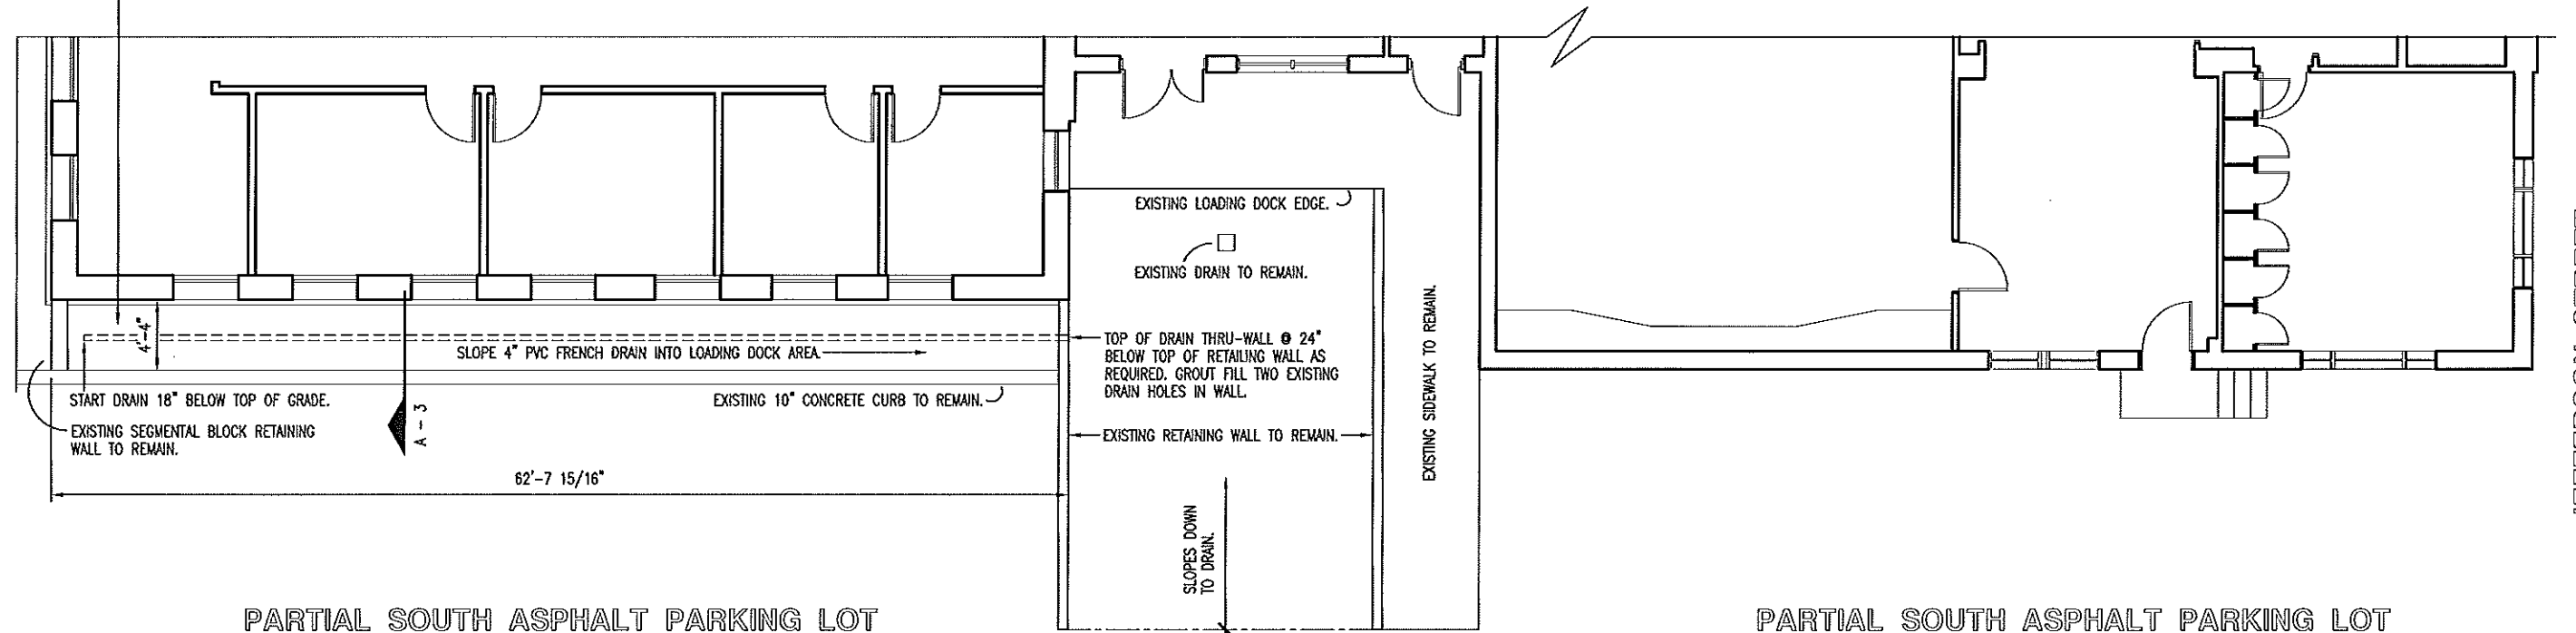 EXISTING LOADING DOCK EDGE.
EXISTING DRAIN TO REMAIN.
4'-4"
SLOPE 4" PVC FRENCH DRAIN INTO LOADING DOCK AREA
TOP OF DRAIN THRU-WALL @ 24"
BELOW TOP OF RETAILING WALL AS
REQUIRED. GROUT FILL TWO EXISTING
DRAIN HOLES IN WALL.
EXISTING SIDEWALK TO REMAIN.
START DRAIN 18" BELOW TOP OF GRADE.
EXISTING 10" CONCRETE CURB TO REMAIN.
A-3
EXISTING SEGMENTAL BLOCK RETAINING
WALL TO REMAIN.
EXISTING RETAINING WALL TO REMAIN.
62'-7 15/16"
SLOPES DOWN
TO DRAIN.
PARTIAL SOUTH ASPHALT PARKING LOT
PARTIAL SOUTH ASPHALT PARKING LOT